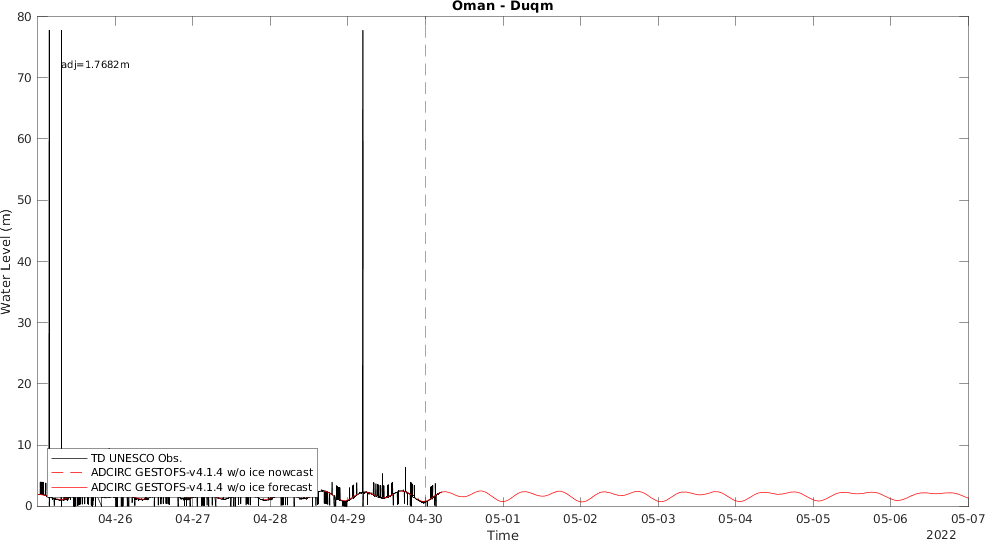 Oman - Duqm
80
70
60
50
40
30
20
10
0
Water Level (m)
adj=1.7682m
TD UNESCO Obs.
ADCIRC GESTOFS-v4.1.4 w/o ice nowcast
ADCIRC GESTOFS-v4.1.4 w/o ice forecast
04-26 04-27 04-28 04-29 04-30 05-01 05-02 05-03 05-04 05-05 05-06 05-07
Time
2022